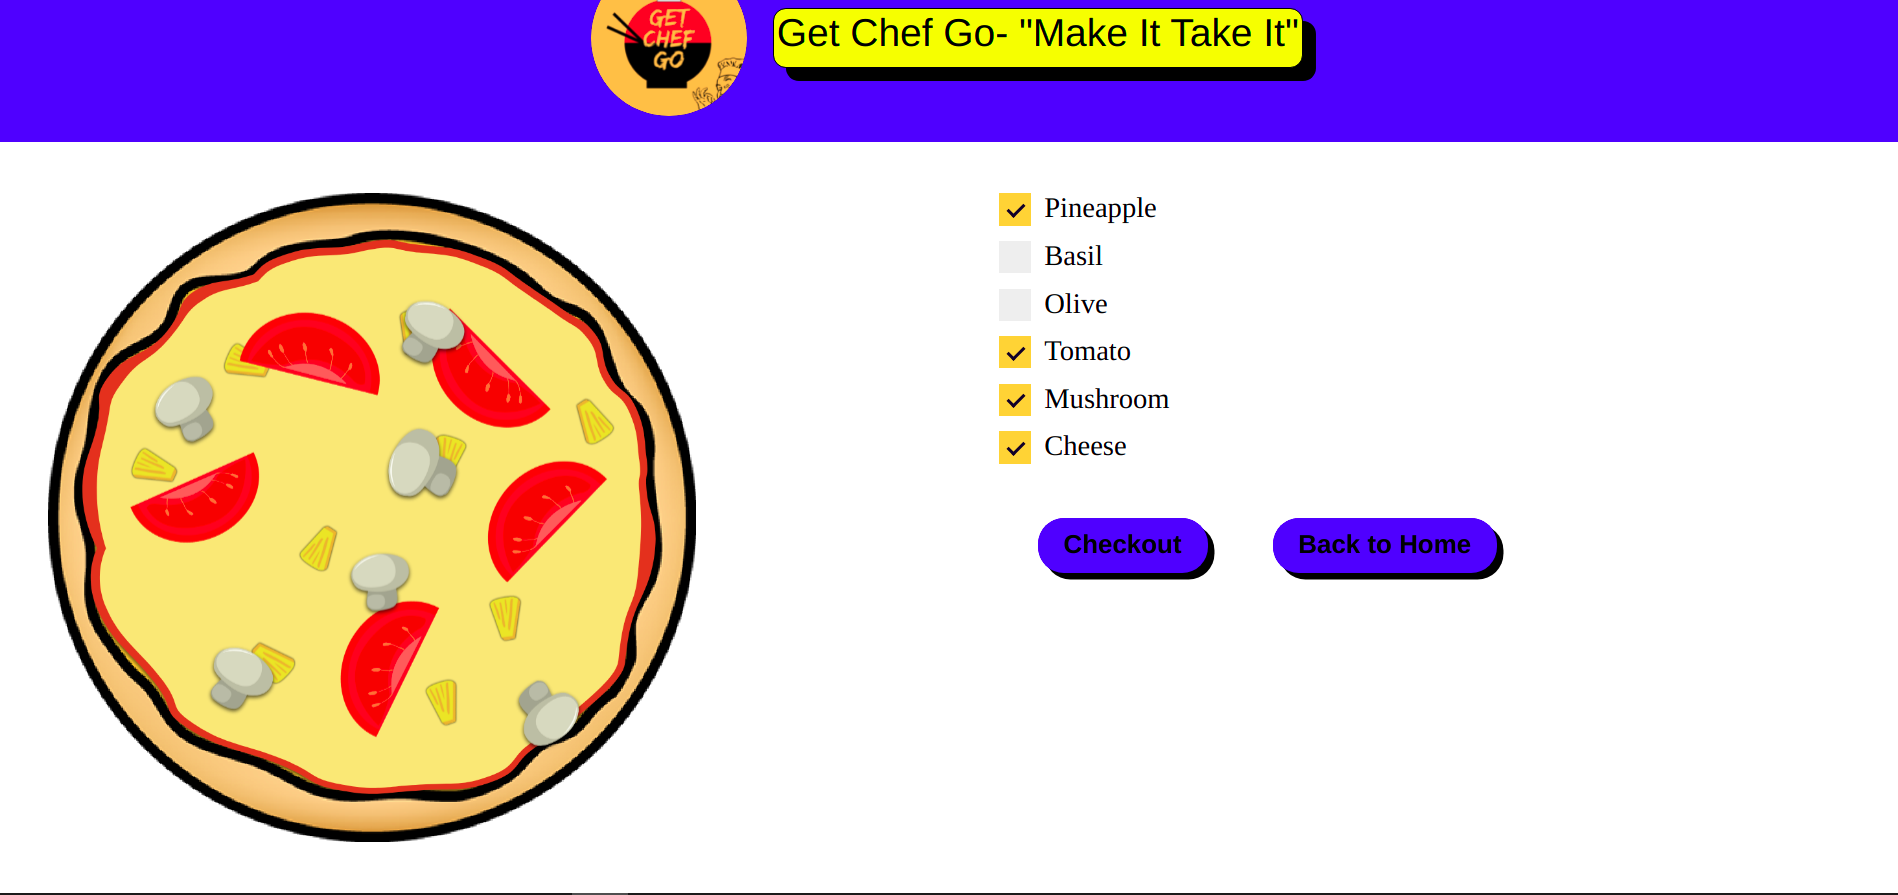 GET
CHEF
GO
Get Chef Go- "Make It Take It"
Pineapple
Basil
Olive
Tomato
Mushroom
Cheese
Checkout
Back to Home